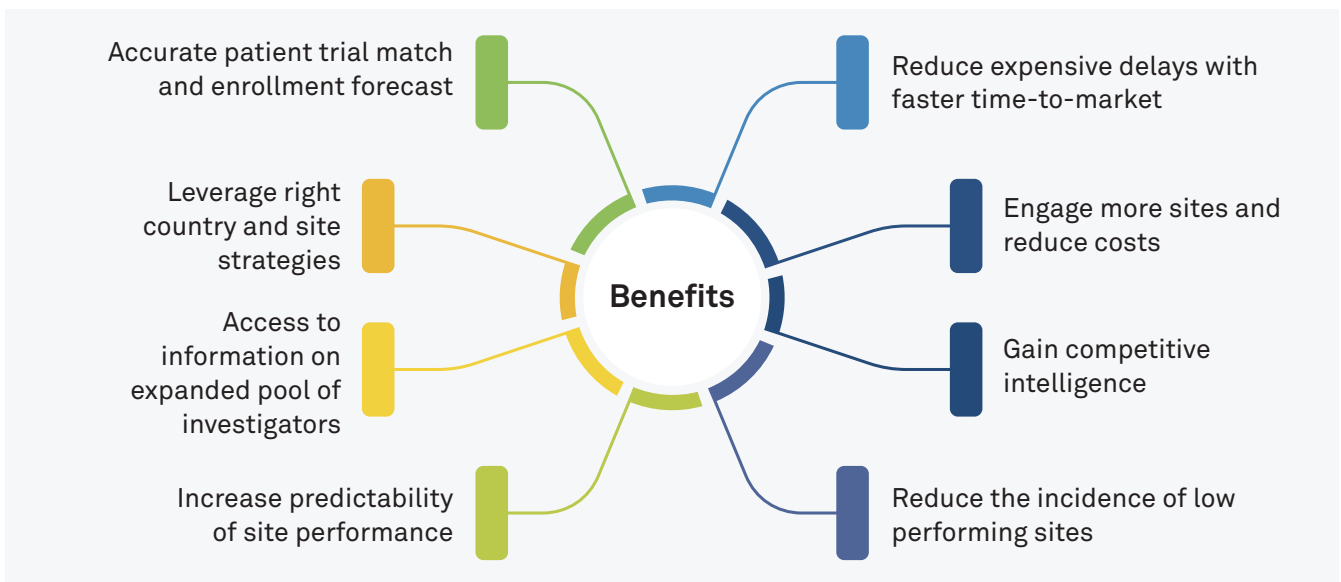 Accurate patient trial match
and enrollment forecast
Leverage right
country and site
strategies
Access to
information on
expanded pool of
investigators
Increase predictability
of site performance
Benefits
Reduce expensive delays with
faster time-to-market
Engage more sites and
reduce costs
Gain competitive
intelligence
Reduce the incidence of low
performing sites